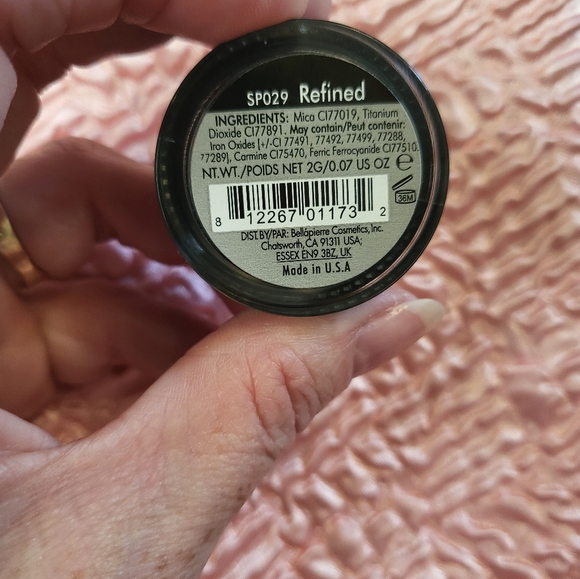 SP029 Refined
INGREDIENTS: Mica CI77019, Titanium
Dioxide CI77891. May contain/Peut contenir:
Iron Oxides [+/-CI 77491, 77492, 77499, 77288,
77289], Carmine CI75470, Ferric Ferrocyanide CI77510
NT.WT./POIDS NET 2G/0.07 US OZ ℮
36M
8 12267 01173 2
DIST.BY/PAR: Bellápierre Cosmetics, Inc.
Chatsworth, CA 91311 USA;
ESSEX EN9 3BZ, UK
Made in U.S.A